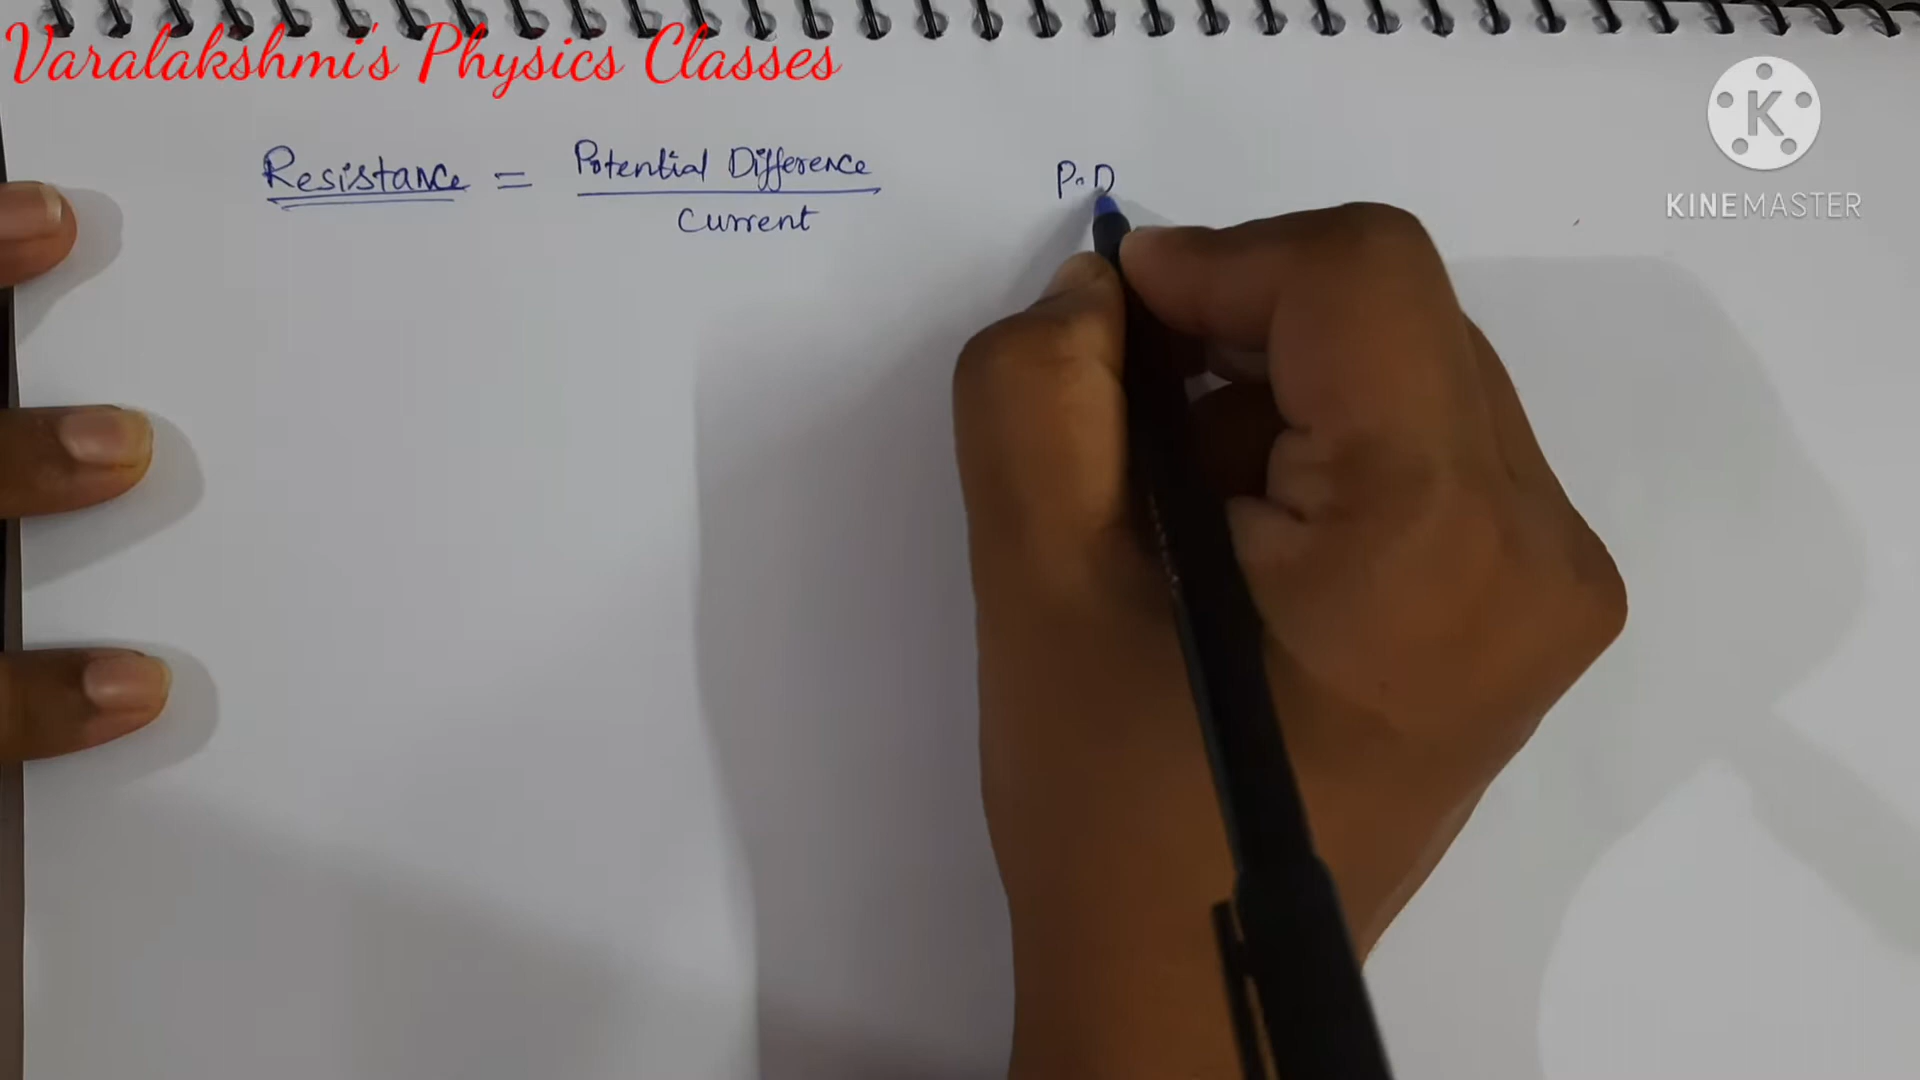 Varalakshmi's Physics Classes
Resistance = Potential Difference
Current
P.D
KINEMASTER